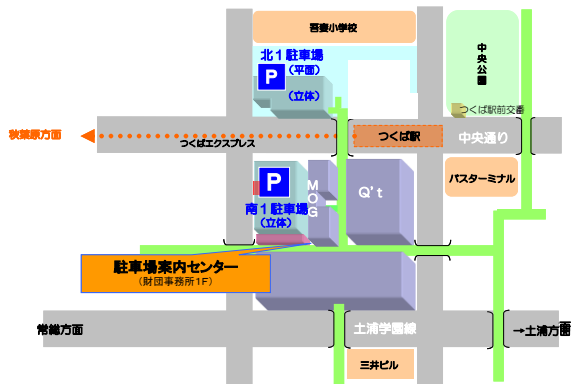 吾妻小学校
北1駐車場
(平面)
P
(立体)
中央公園
つくば駅前交番
秋葉原方面
つくばエクスプレス
つくば駅
中央通り
バスターミナル
P
南1駐車場
(立体)
MOG
Q't
駐車場案内センター
(財団事務所1F)
常総方面
土浦学園線
→土浦方面
三井ビル